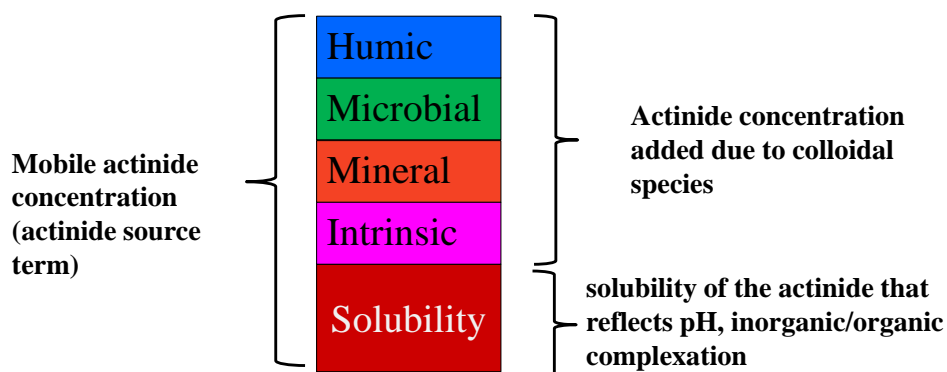 Mobile actinide
concentration
(actinide source
term)
Humic
Microbial
Mineral
Intrinsic
Solubility
Actinide concentration
added due to colloidal
species
solubility of the actinide that
reflects pH, inorganic/organic
complexation